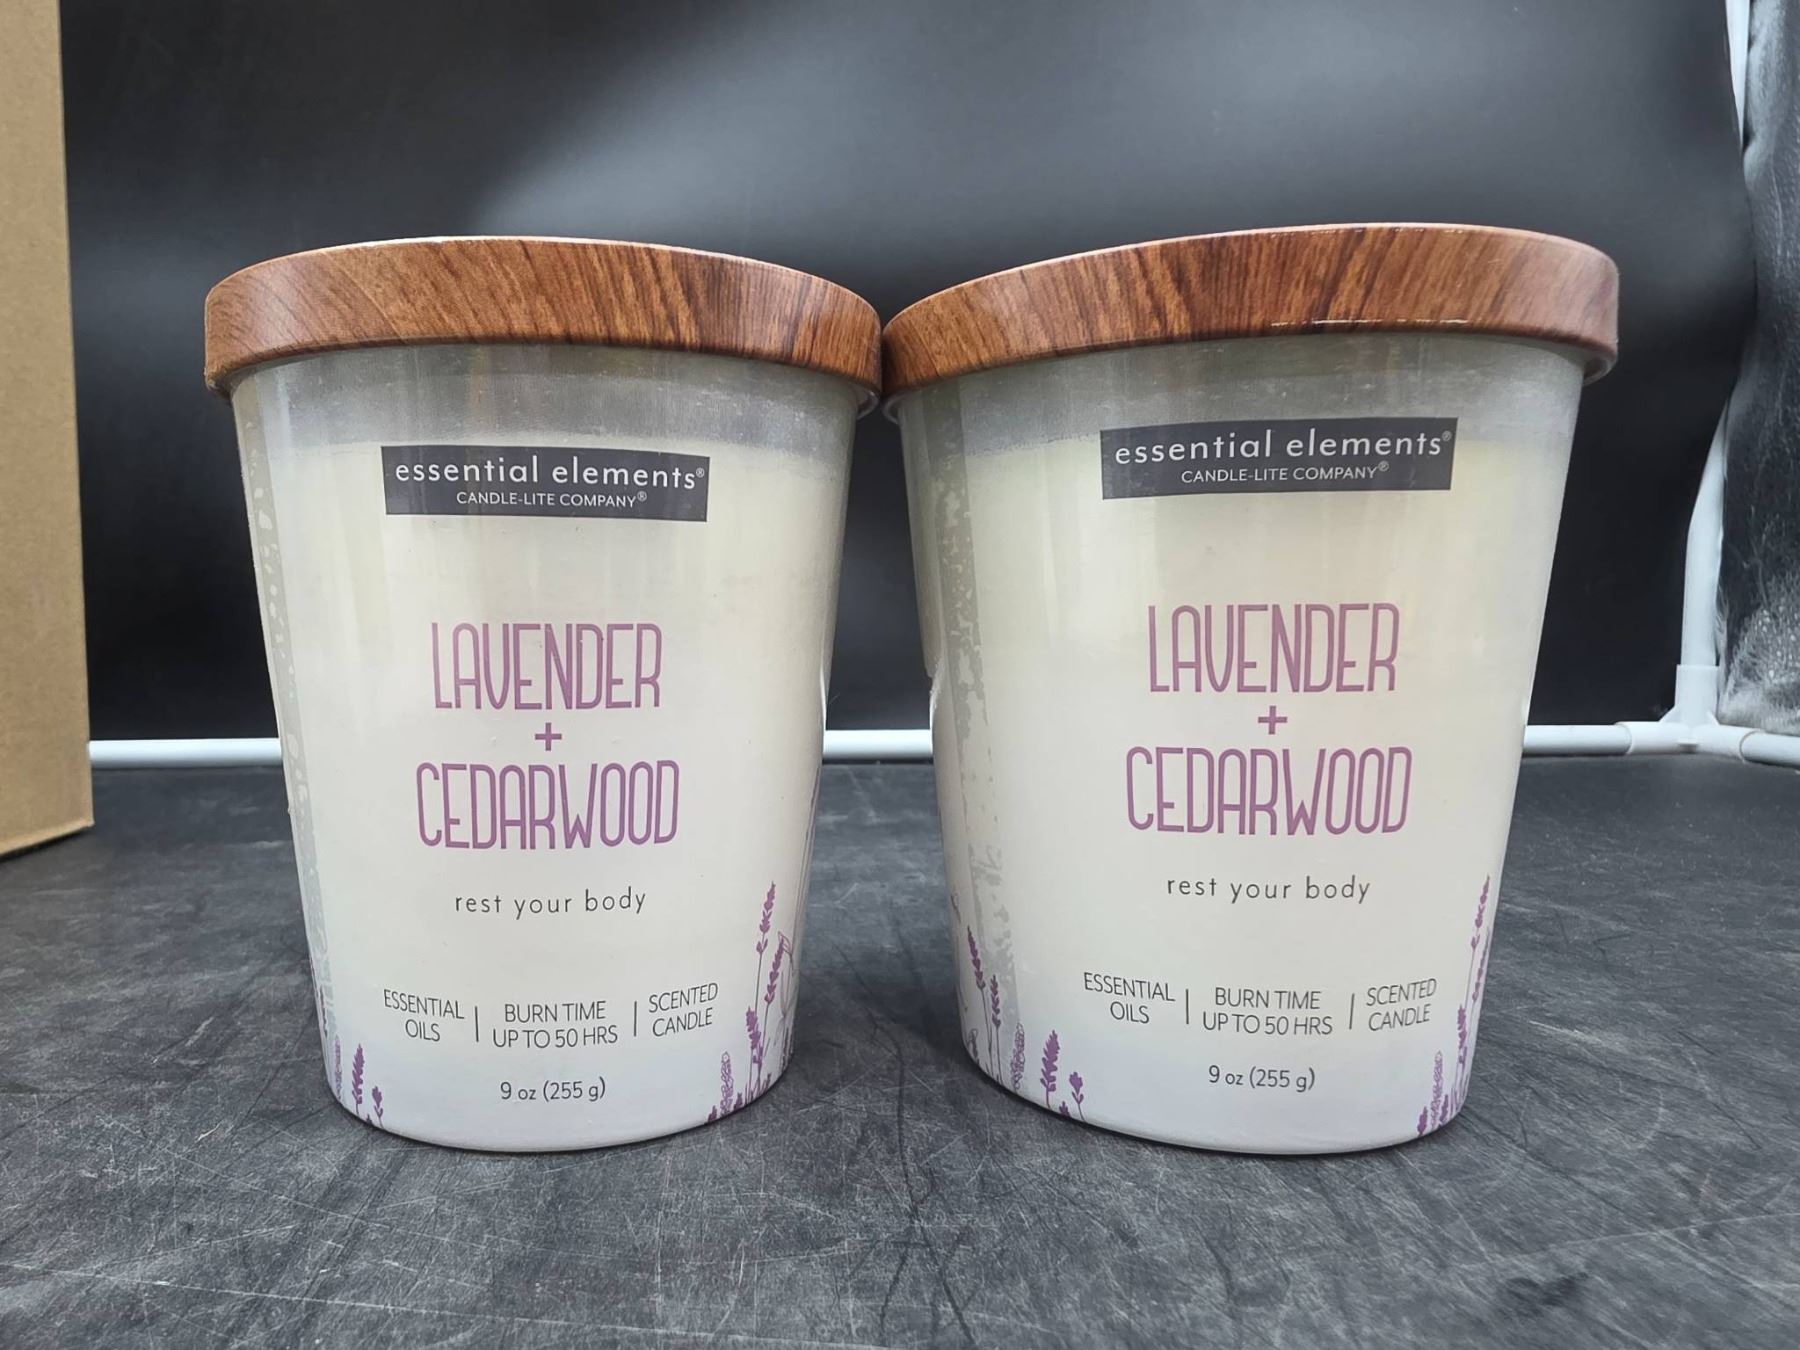 essential elements®
CANDLE-LITE COMPANY®
LAVENDER
+
CEDARWOOD
rest your body
ESSENTIAL OILS | BURN TIME UP TO 50 HRS | SCENTED CANDLE
9 oz (255 g)
essential elements®
CANDLE-LITE COMPANY®
LAVENDER
+
CEDARWOOD
rest your body
ESSENTIAL OILS | BURN TIME UP TO 50 HRS | SCENTED CANDLE
9 oz (255 g)